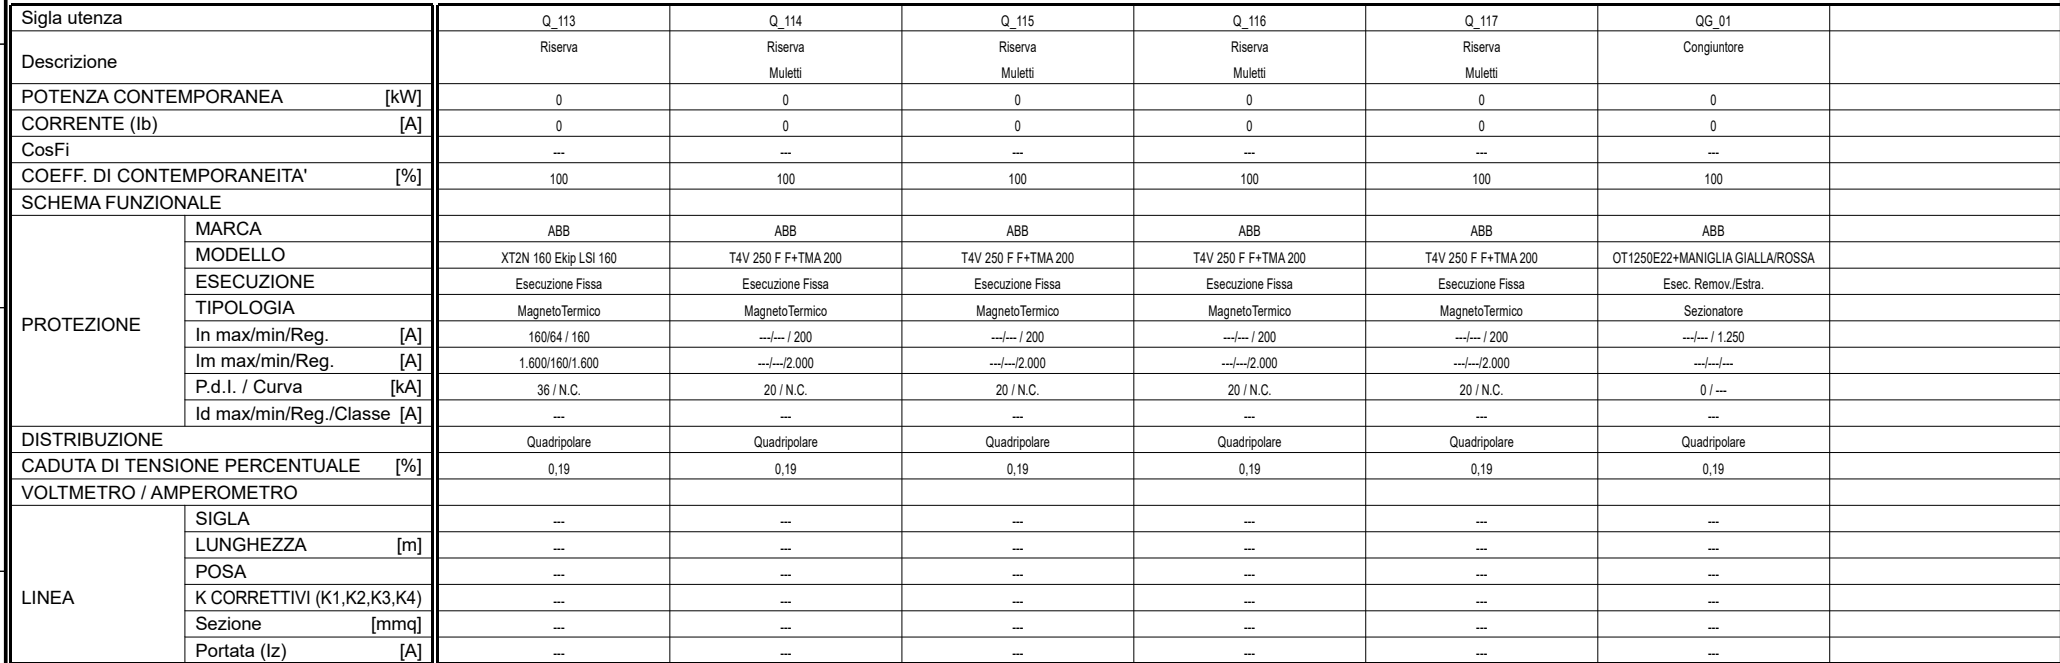 Sigla utenza Q_113 Q_114 Q_115 Q_116 Q_117 QG_01
Descrizione Riserva Riserva Riserva Riserva Riserva Congiuntore
Muletti Muletti Muletti Muletti
POTENZA CONTEMPORANEA [kW] 0 0 0 0 0 0
CORRENTE (Ib) [A] 0 0 0 0 0 0
CosFi --- --- --- --- --- ---
COEFF. DI CONTEMPORANEITA' [%] 100 100 100 100 100 100
SCHEMA FUNZIONALE
PROTEZIONE
MARCA ABB ABB ABB ABB ABB ABB
MODELLO XT2N 160 Ekip LSI 160 T4V 250 F F+TMA 200 T4V 250 F F+TMA 200 T4V 250 F F+TMA 200 T4V 250 F F+TMA 200 OT1250E22+MANIGLIA GIALLA/ROSSA
ESECUZIONE Esecuzione Fissa Esecuzione Fissa Esecuzione Fissa Esecuzione Fissa Esecuzione Fissa Esec. Remov./Estra.
TIPOLOGIA MagnetoTermico MagnetoTermico MagnetoTermico MagnetoTermico MagnetoTermico Sezionatore
In max/min/Reg. [A] 160/64 / 160 ---/--- / 200 ---/--- / 200 ---/--- / 200 ---/--- / 200 ---/--- / 1.250
Im max/min/Reg. [A] 1.600/160/1.600 ---/---/2.000 ---/---/2.000 ---/---/2.000 ---/---/2.000 ---/---/---
P.d.I. / Curva [kA] 36 / N.C. 20 / N.C. 20 / N.C. 20 / N.C. 20 / N.C. 0 / ---
Id max/min/Reg./Classe [A] --- --- --- --- --- ---
DISTRIBUZIONE Quadripolare Quadripolare Quadripolare Quadripolare Quadripolare Quadripolare
CADUTA DI TENSIONE PERCENTUALE [%] 0,19 0,19 0,19 0,19 0,19 0,19
VOLTMETRO / AMPEROMETRO
LINEA
SIGLA --- --- --- --- --- ---
LUNGHEZZA [m] --- --- --- --- --- ---
POSA --- --- --- --- --- ---
K CORRETTIVI (K1,K2,K3,K4) --- --- --- --- --- ---
Sezione [mmq] --- --- --- --- --- ---
Portata (Iz) [A] --- --- --- --- --- ---